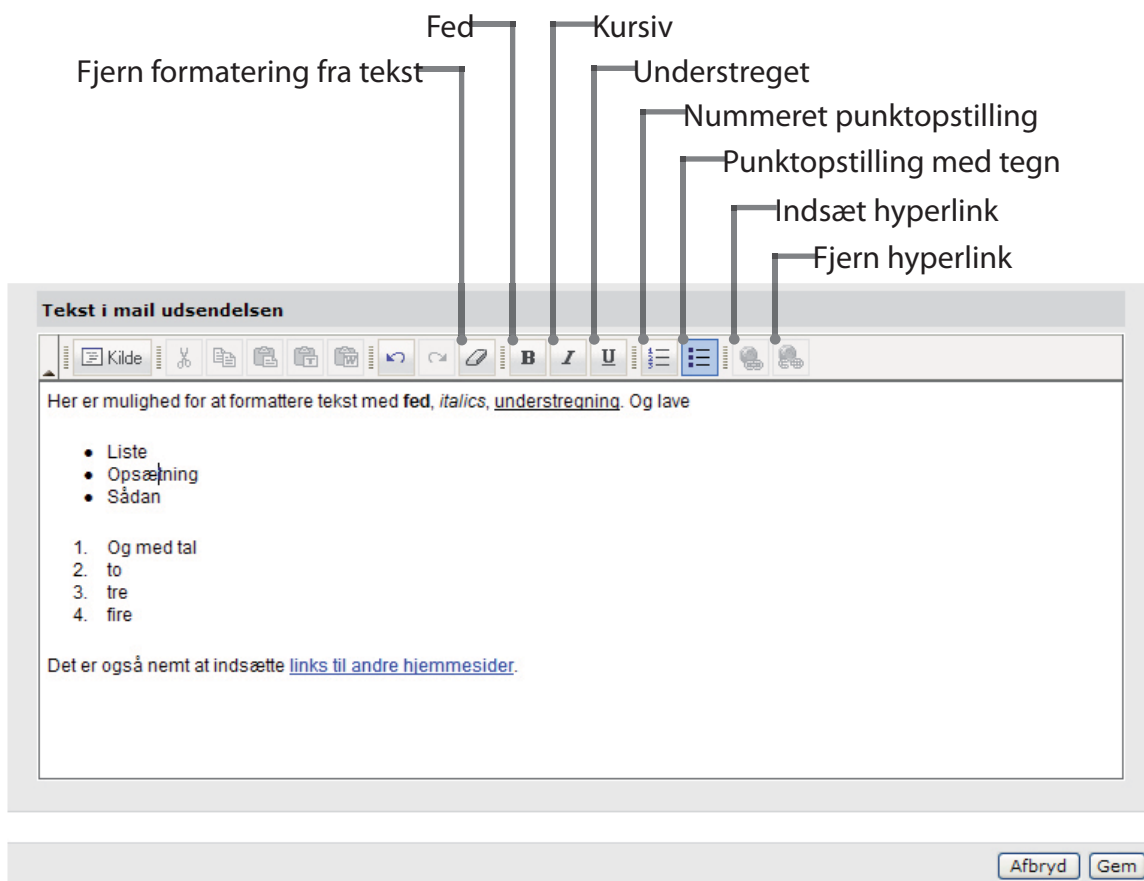 Fed
Kursiv
Fjern formatering fra tekst
Understreget
Nummeret punktopstilling
Punktopstilling med tegn
Indsæt hyperlink
Fjern hyperlink
Tekst i mail udsendelsen
Kilde
B I U
Her er mulighed for at formattere tekst med fed, italics, understregning. Og lave
• Liste
• Opsætning
• Sådan
1. Og med tal
2. to
3. tre
4. fire
Det er også nemt at indsætte links til andre hjemmesider.
Afbryd Gem